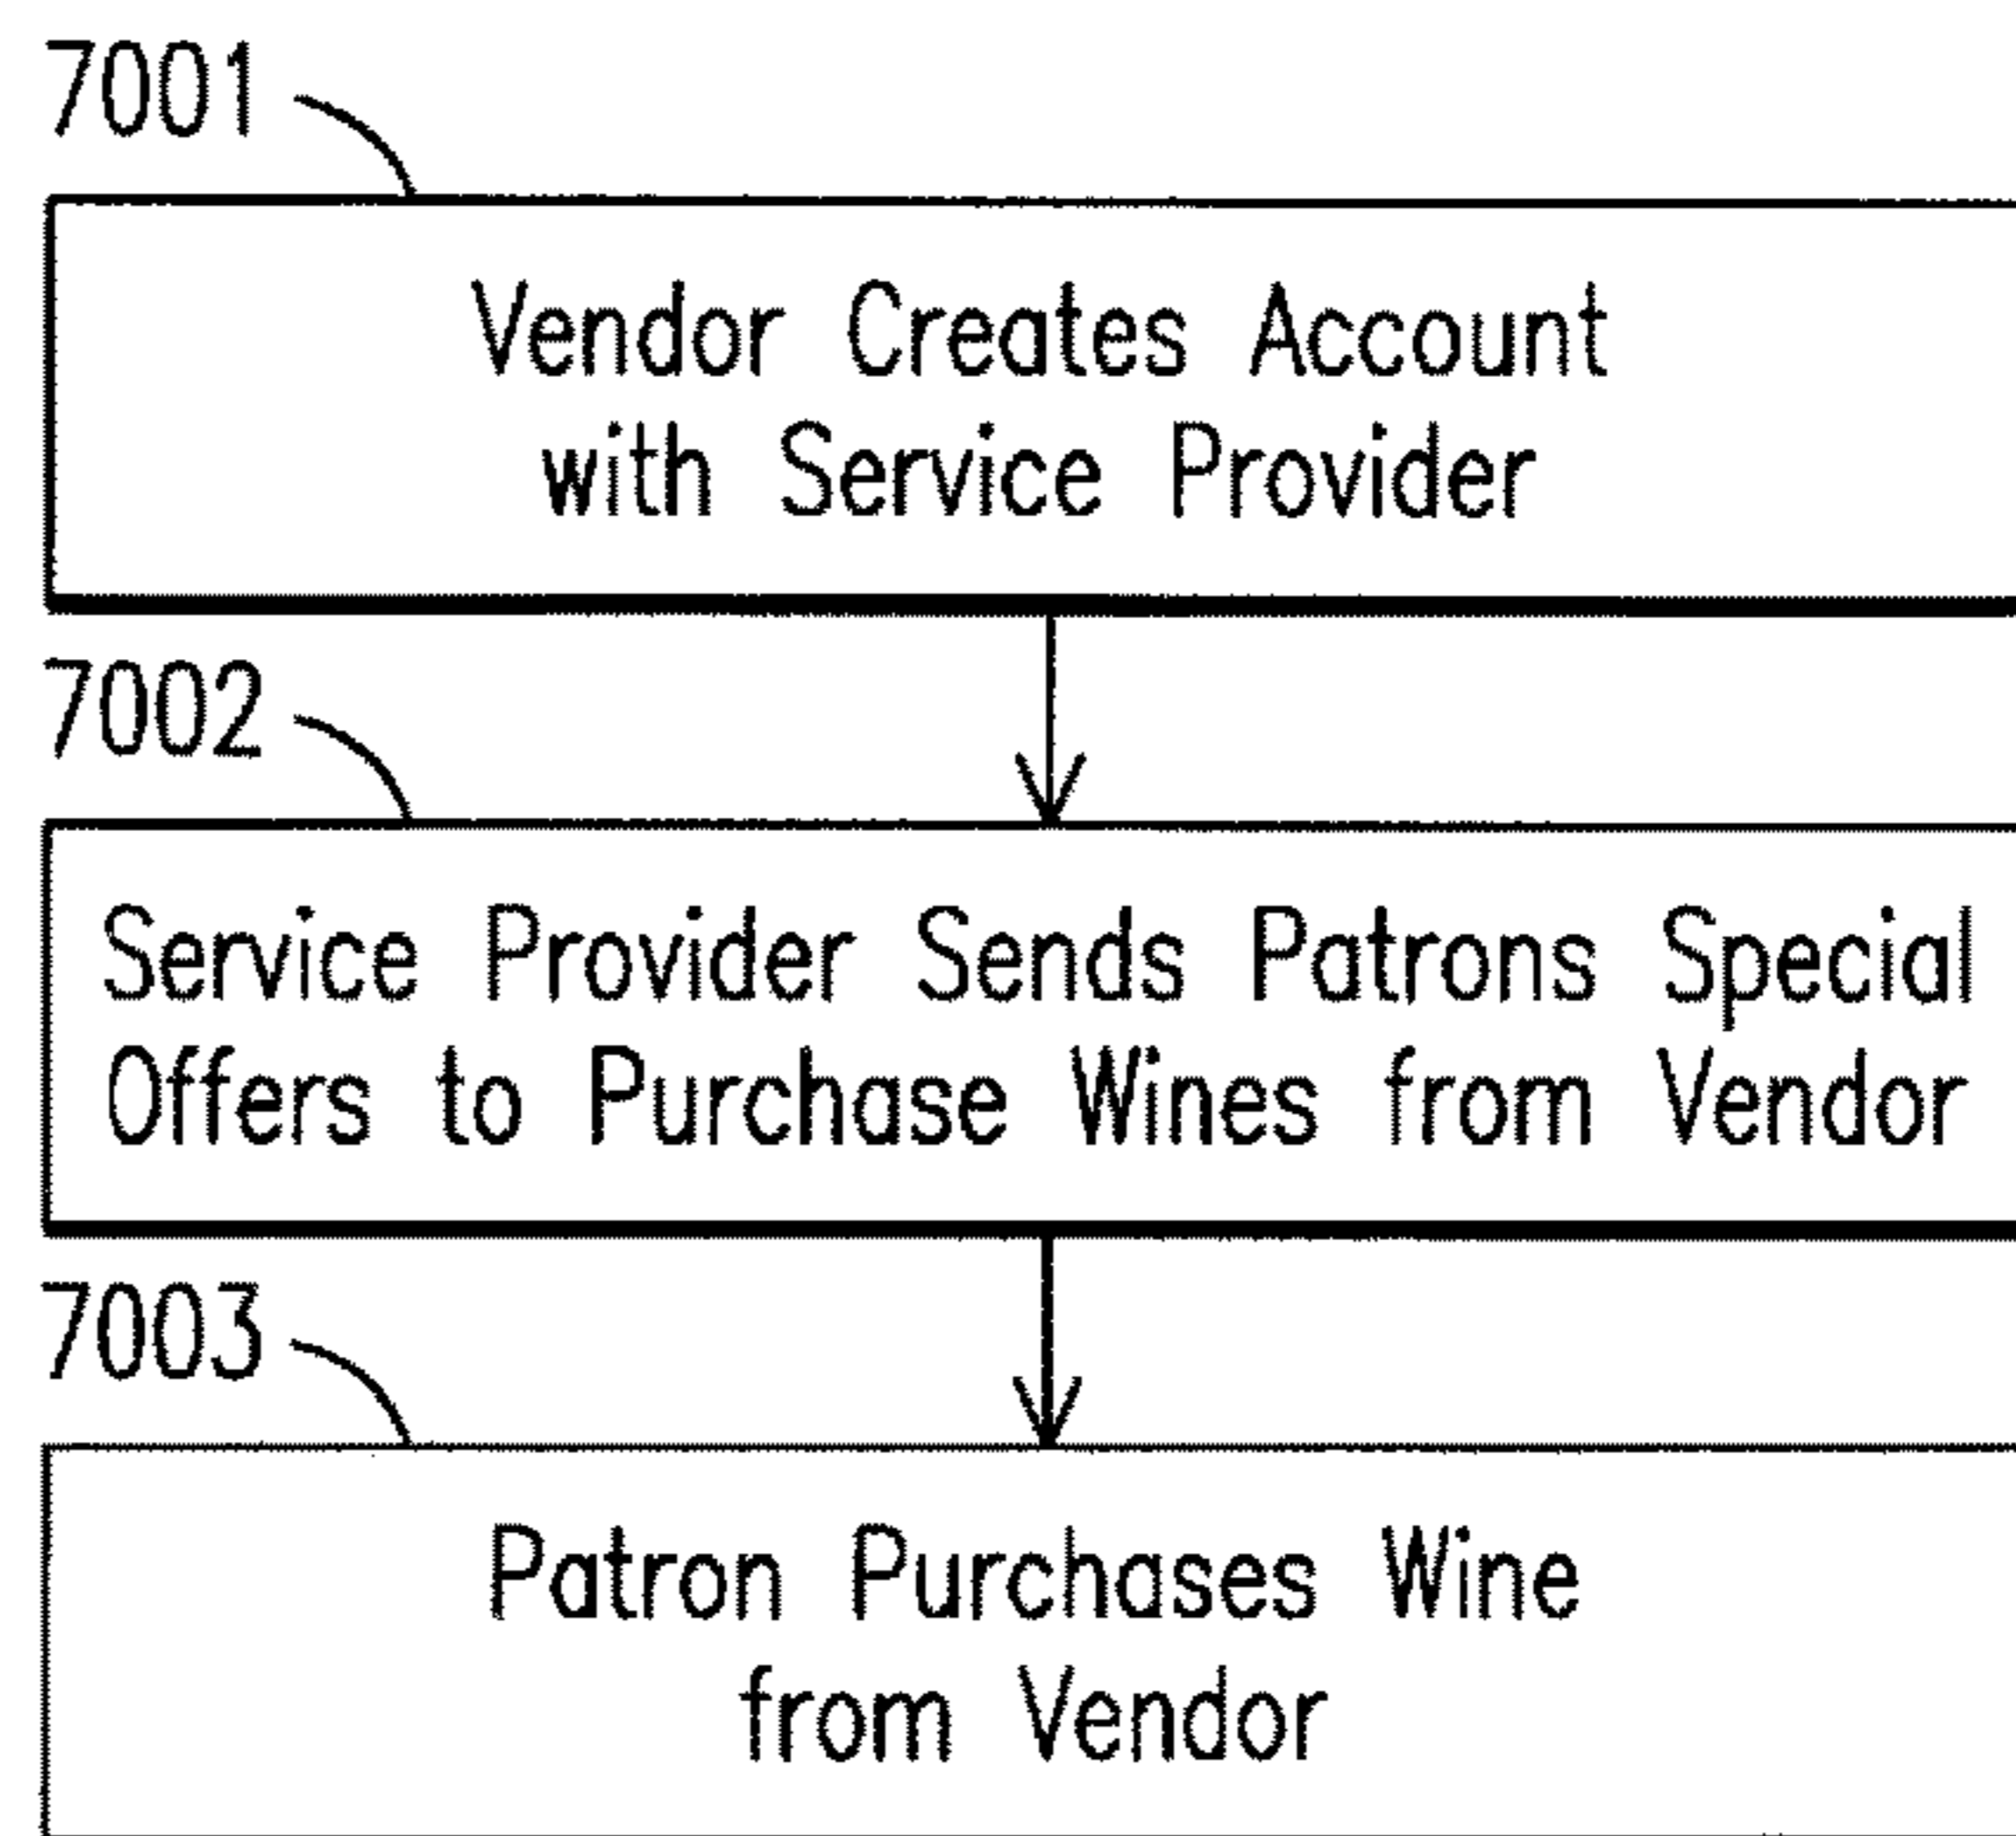 7001
Vendor Creates Account
with Service Provider
7002
Service Provider Sends Patrons Special
Offers to Purchase Wines from Vendor
7003
Patron Purchases Wine
from Vendor